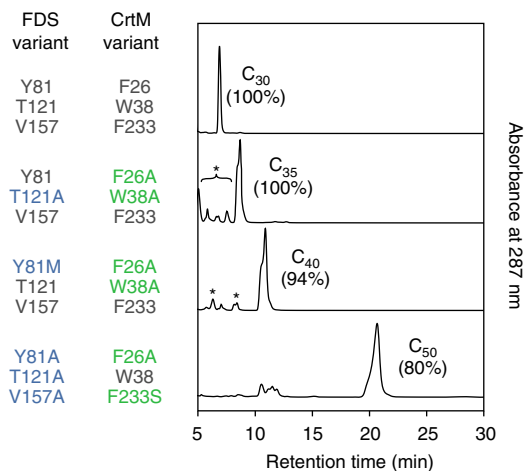 FDS CrtM
variant variant
Y81 F26
T121 W38
V157 F233
C30
(100%)
Y81 F26A
T121A W38A
V157 F233
*
C35
(100%)
Y81M F26A
T121 W38A
V157 F233
* *
C40
(94%)
Y81A F26A
T121A W38
V157A F233S
C50
(80%)
5 10 15 20 25 30
Retention time (min)
Absorbance at 287 nm